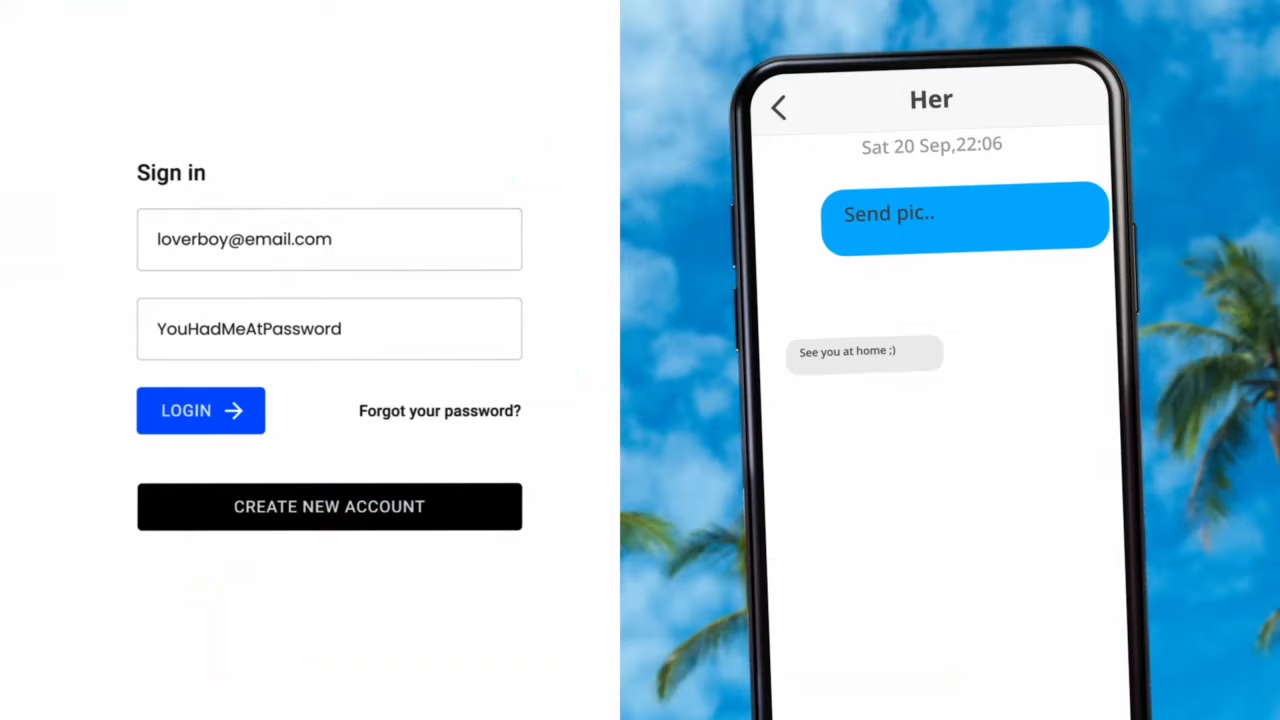 Sign in
loverboy@email.com
YouHadMeAtPassword
LOGIN
Forgot your password?
CREATE NEW ACCOUNT
Her
Sat 20 Sep,22:06
Send pic..
See you at home ;)